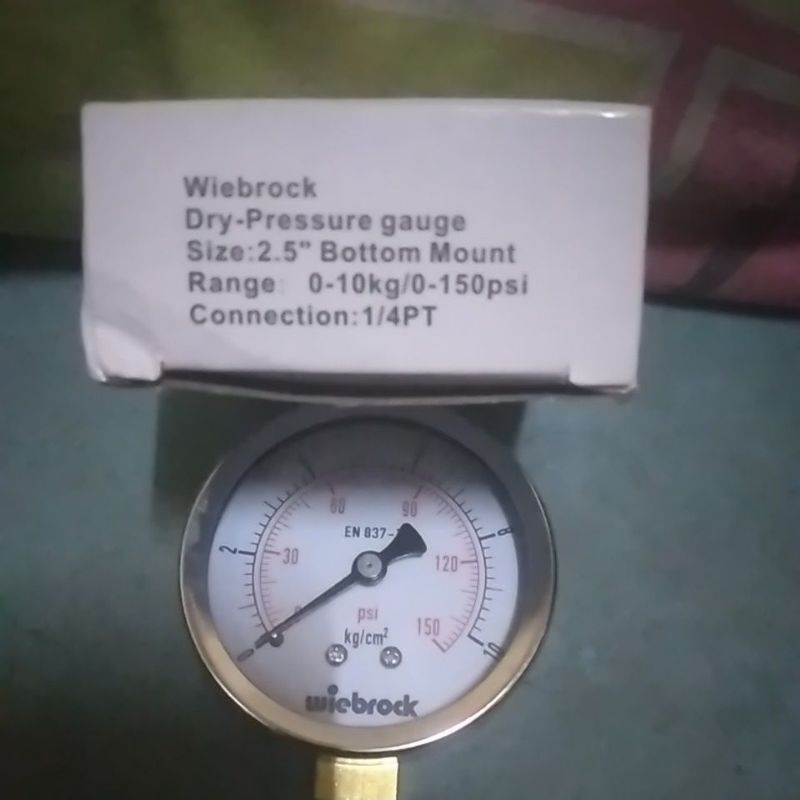 Wiebrock
Dry-Pressure gauge
Size:2.5" Bottom Mount
Range: 0-10kg/0-150psi
Connection:1/4PT
60 90
EN 837-
8
2 30 120
0 psi 150
kg/cm²
0 10
wiebrock